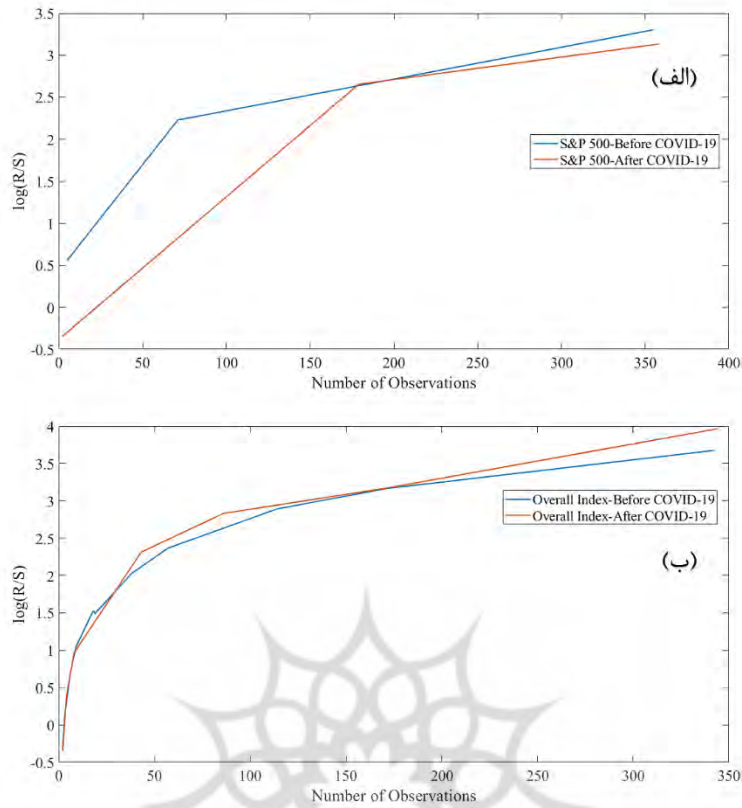 3.5
3
2.5
2
1.5
1
0.5
0
-0.5
log(R/S)
(الف)
S&P 500-Before COVID-19
S&P 500-After COVID-19
0 50 100 150 200 250 300 350 400
Number of Observations
4
3.5
3
2.5
2
1.5
1
0.5
0
-0.5
log(R/S)
Overall Index-Before COVID-19
Overall Index-After COVID-19
(ب)
0 50 100 150 200 250 300 350
Number of Observations